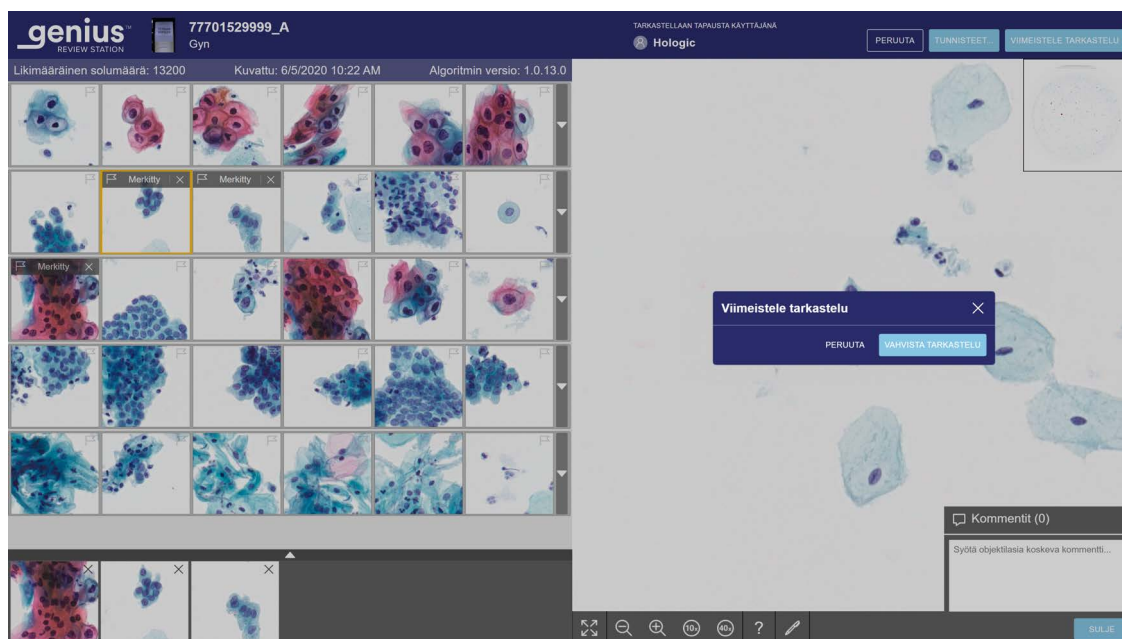 genius™
REVIEW STATION
77701529999_A
Gyn
TARKASTELLAAN TAPAUSTA KÄYTTÄJÄNÄ
Hologic
PERUUTA
TUNNISTEET...
VIIMEISTELE TARKASTELU
Likimääräinen solumäärä: 13200
Kuvattu: 6/5/2020 10:22 AM
Algoritmin versio: 1.0.13.0
Merkitty
Merkitty
Merkitty
Viimeistele tarkastelu
PERUUTA
VAHVISTA TARKASTELU
Kommentit (0)
Syötä objektilasia koskeva kommentti...
10x
40x
?
SULJE